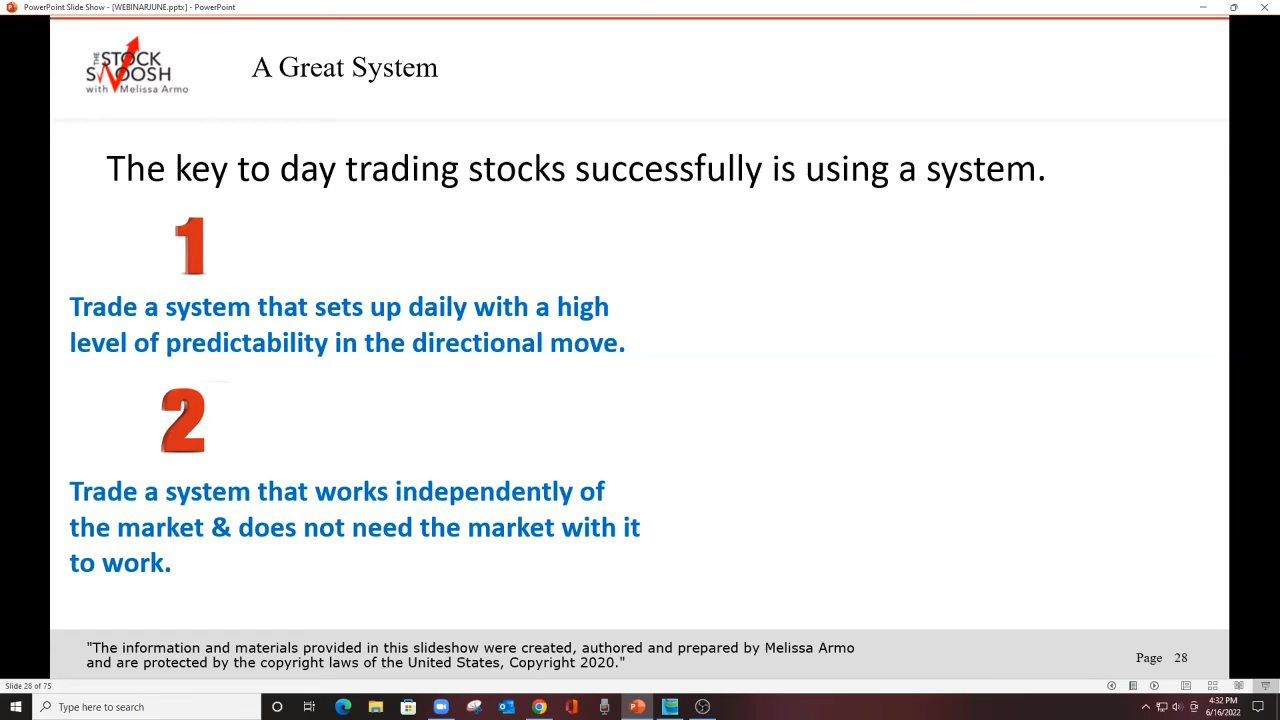 PowerPoint Slide Show - [WEBINARJUNE.pptx] - PowerPoint
THE
STOCK
SWOOSH
with Melissa Armo
A Great System
The key to day trading stocks successfully is using a system.
1
Trade a system that sets up daily with a high
level of predictability in the directional move.
2
Trade a system that works independently of
the market & does not need the market with it
to work.
"The information and materials provided in this slideshow were created, authored and prepared by Melissa Armo
and are protected by the copyright laws of the United States, Copyright 2020."
Page 28
Slide 28 of 75
Type here to search
4:32 PM
6/16/2022